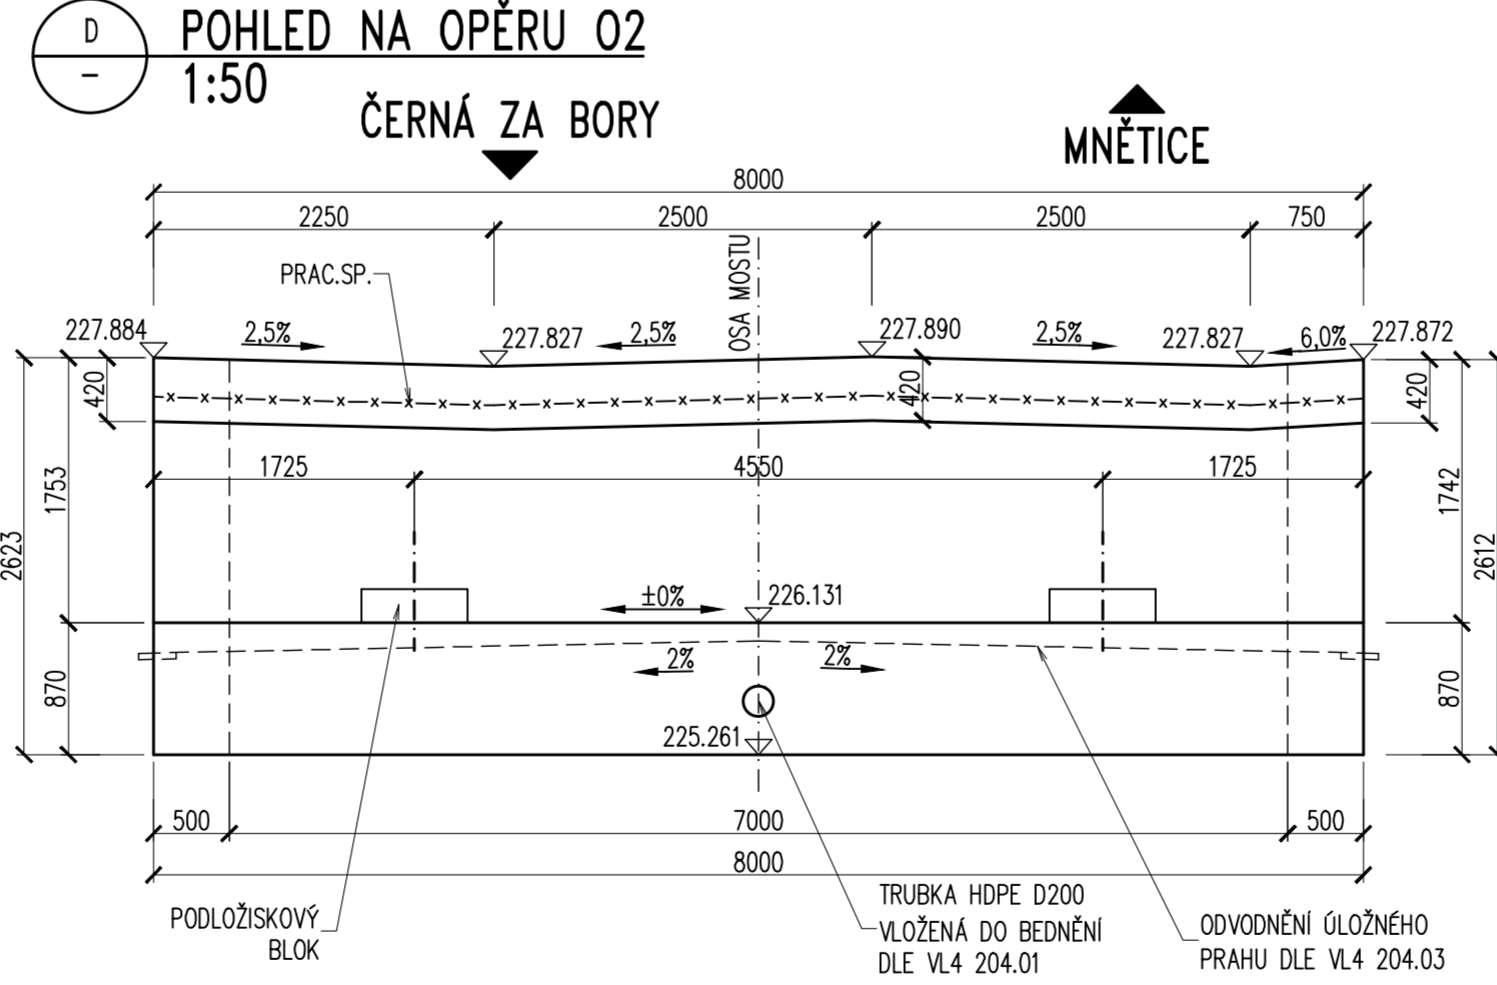 D
-
POHLED NA OPĚRU O2
1:50
ČERNÁ ZA BORY
MNĚTICE
8000
2250
2500
2500
750
OSA MOSTU
PRAC.SP.
227.884
2,5%
227.827
2,5%
227.890
2,5%
227.827
6,0%
227.872
420
420
420
1725
4550
1725
1753
1742
2623
2612
±0%
226.131
2%
2%
870
870
225.261
500
7000
500
8000
PODLOŽISKOVÝ
BLOK
TRUBKA HDPE D200
VLOŽENÁ DO BEDNĚNÍ
DLE VL4 204.01
ODVODNĚNÍ ÚLOŽNÉHO
PRAHU DLE VL4 204.03